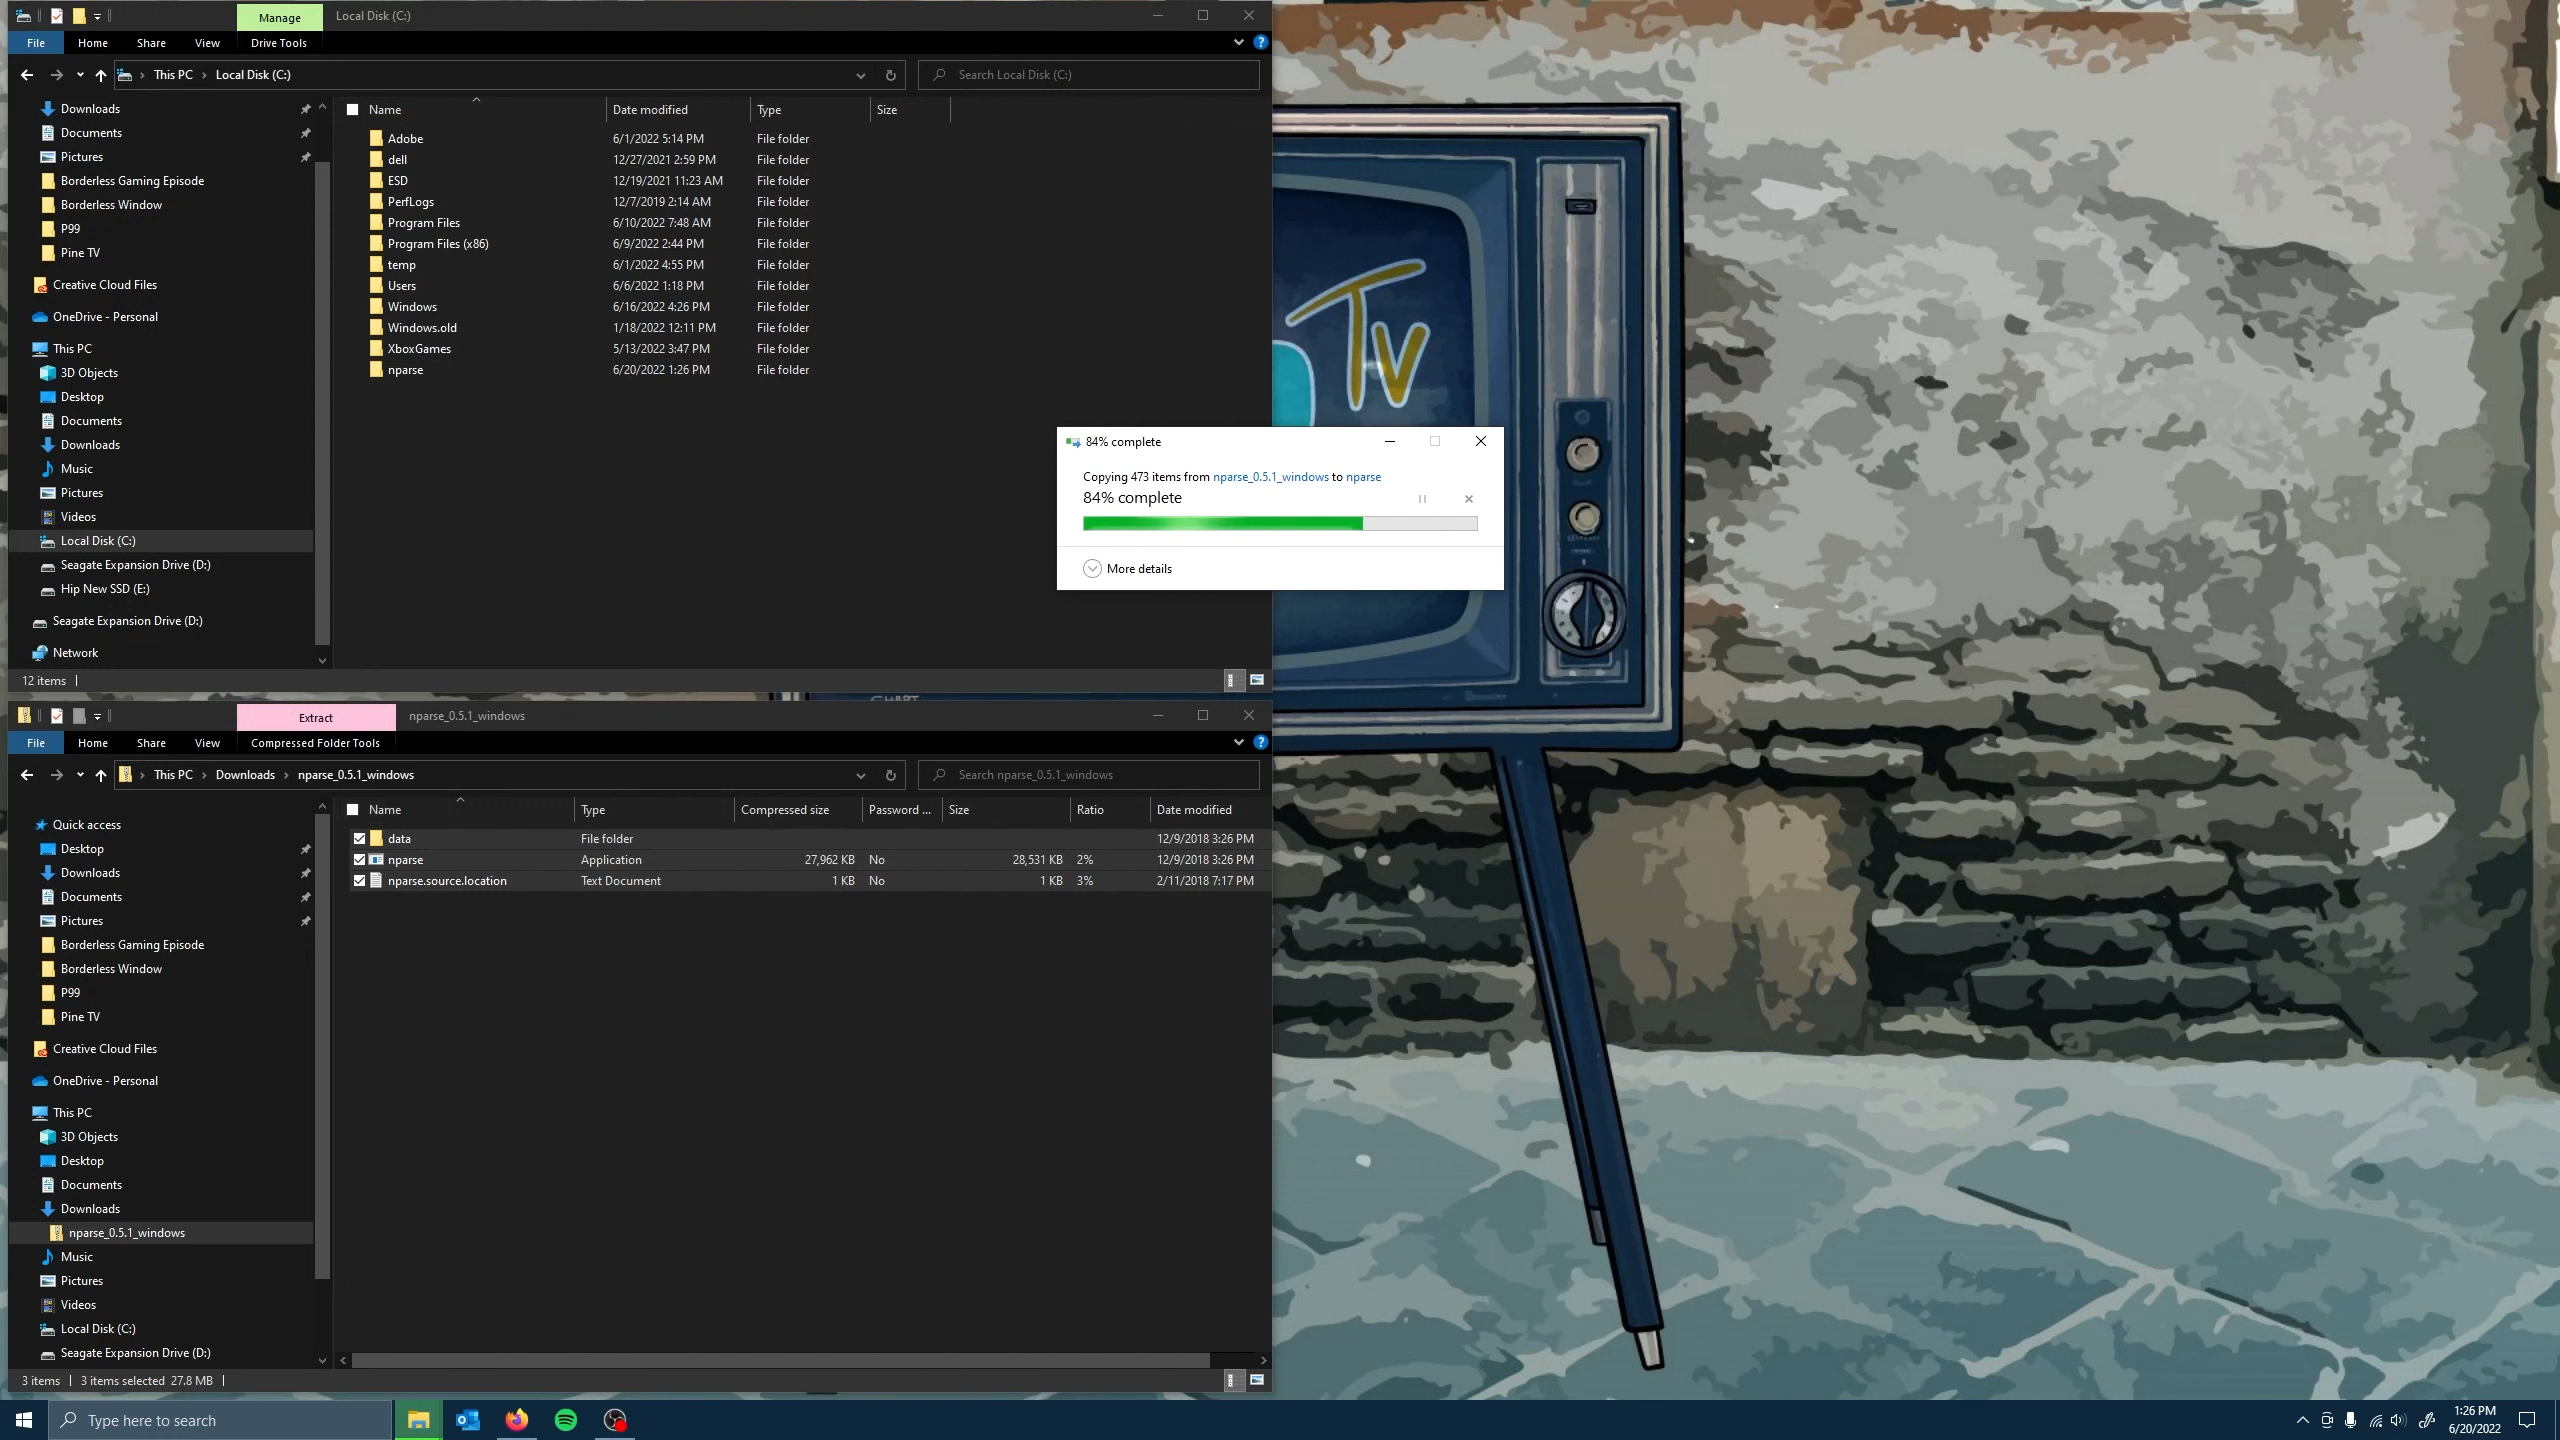 Manage
Local Disk (C:)
File
Home
Share
View
Drive Tools
This PC
Local Disk (C:)
Search Local Disk (C:)
Downloads
Documents
Pictures
Borderless Gaming Episode
Borderless Window
P99
Pine TV
Creative Cloud Files
OneDrive - Personal
This PC
3D Objects
Desktop
Documents
Downloads
Music
Pictures
Videos
Local Disk (C:)
Seagate Expansion Drive (D:)
Hip New SSD (E:)
Seagate Expansion Drive (D:)
Network
Name Date modified Type Size
Adobe 6/1/2022 5:14 PM File folder
dell 12/27/2021 2:59 PM File folder
ESD 12/19/2021 11:23 AM File folder
PerfLogs 12/7/2019 2:14 AM File folder
Program Files 6/10/2022 7:48 AM File folder
Program Files (x86) 6/9/2022 2:44 PM File folder
temp 6/1/2022 4:55 PM File folder
Users 6/6/2022 1:18 PM File folder
Windows 6/16/2022 4:26 PM File folder
Windows.old 1/18/2022 12:11 PM File folder
XboxGames 5/13/2022 3:47 PM File folder
nparse 6/20/2022 1:26 PM File folder
12 items
TV
84% complete
Copying 473 items from nparse_0.5.1_windows to nparse
84% complete
More details
Extract
nparse_0.5.1_windows
File
Home
Share
View
Compressed Folder Tools
This PC
Downloads
nparse_0.5.1_windows
Search nparse_0.5.1_windows
Quick access
Desktop
Downloads
Documents
Pictures
Borderless Gaming Episode
Borderless Window
P99
Pine TV
Creative Cloud Files
OneDrive - Personal
This PC
3D Objects
Desktop
Documents
Downloads
nparse_0.5.1_windows
Music
Pictures
Videos
Local Disk (C:)
Seagate Expansion Drive (D:)
Name Type Compressed size Password ... Size Ratio Date modified
data File folder 12/9/2018 3:26 PM
nparse Application 27,962 KB No 28,531 KB 2% 12/9/2018 3:26 PM
nparse.source.location Text Document 1 KB No 1 KB 3% 2/11/2018 7:17 PM
3 items
3 items selected 27.8 MB
Type here to search
1:26 PM
6/20/2022